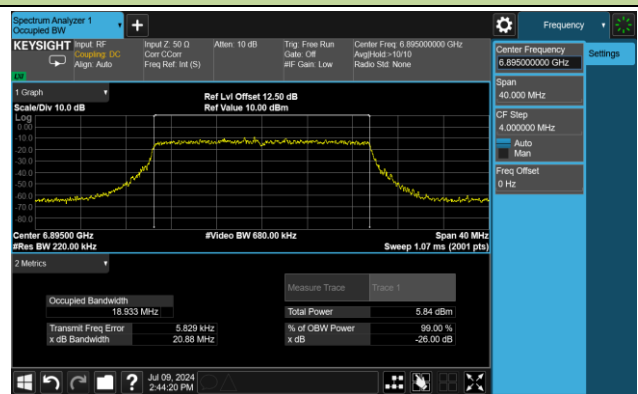 Spectrum Analyzer 1
Occupied BW
+
Frequency
KEYSIGHT
Input: RF
Coupling: DC
Align: Auto
Input Z: 50 Ω
Corr CCorr
Freq Ref: Int (S)
Atten: 10 dB
Trig: Free Run
Gate: Off
#IF Gain: Low
Center Freq: 6.895000000 GHz
Avg|Hold:>10/10
Radio Std: None
Center Frequency
6.895000000 GHz
Settings
Span
40.000 MHz
CF Step
4.000000 MHz
Auto
Man
Freq Offset
0 Hz
1 Graph
Scale/Div 10.0 dB
Ref Lvl Offset 12.50 dB
Ref Value 10.00 dBm
Log
0.00
-10.0
-20.0
-30.0
-40.0
-50.0
-60.0
-70.0
-80.0
Center 6.89500 GHz
#Res BW 220.00 kHz
#Video BW 680.00 kHz
Span 40 MHz
Sweep 1.07 ms (2001 pts)
2 Metrics
Measure Trace
Trace 1
Occupied Bandwidth
18.933 MHz
Total Power
5.84 dBm
Transmit Freq Error
5.829 kHz
% of OBW Power
99.00 %
x dB Bandwidth
20.88 MHz
x dB
-26.00 dB
?
Jul 09, 2024
2:44:20 PM